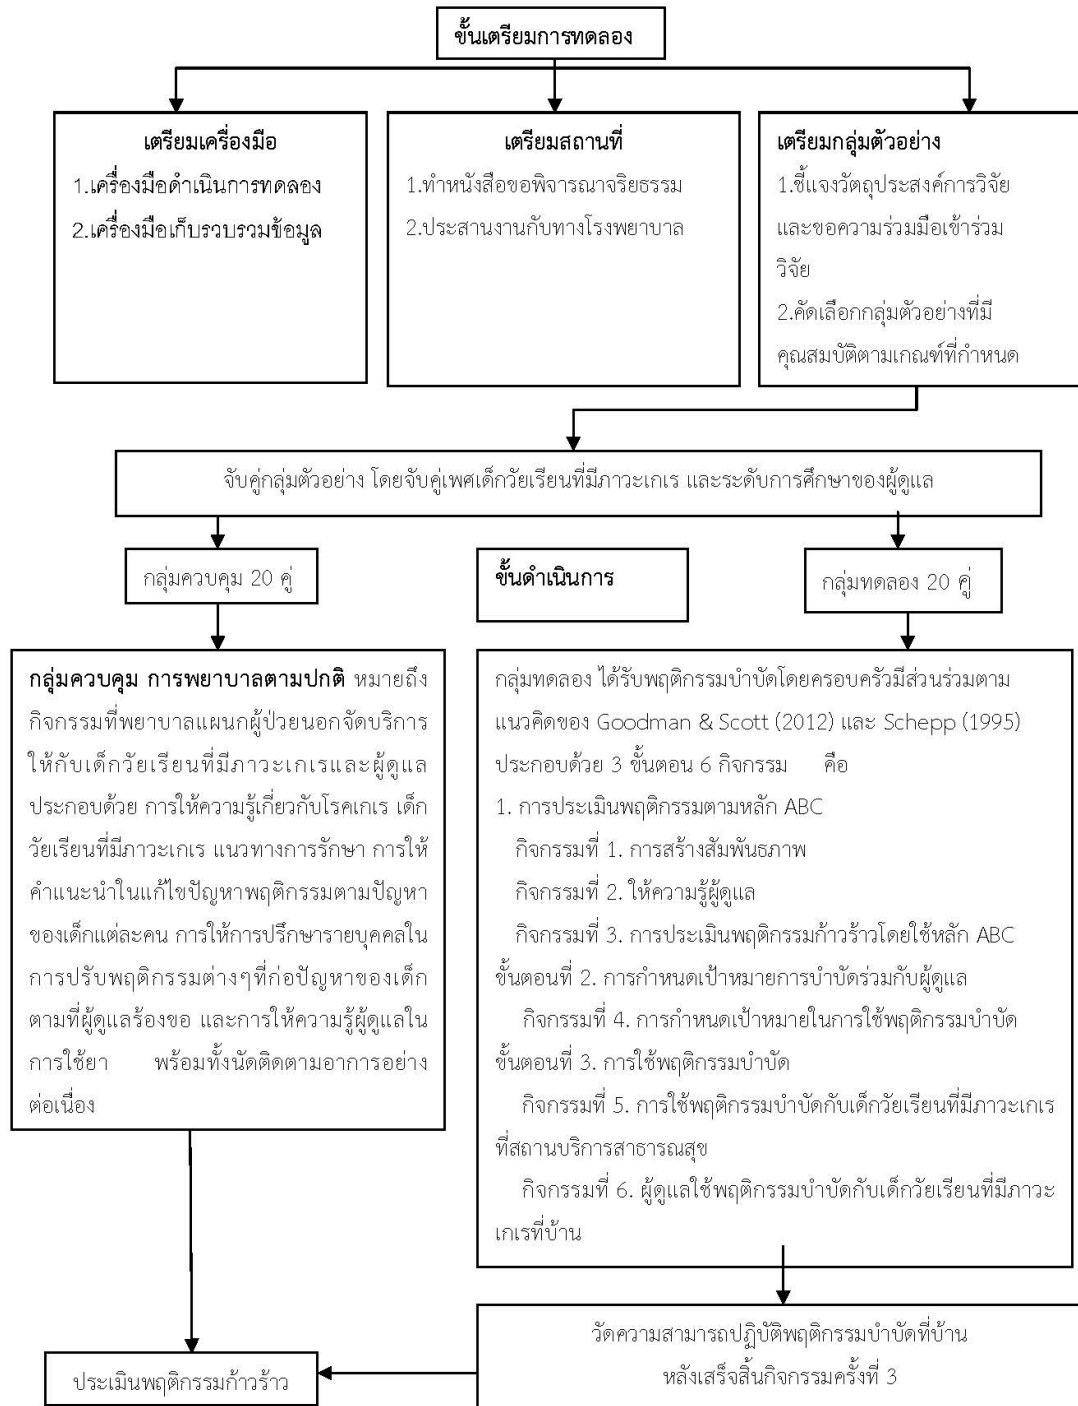 ขั้นเตรียมการทดลอง
เตรียมเครื่องมือ
1.เครื่องมือดำเนินการทดลอง
2.เครื่องมือเก็บรวบรวมข้อมูล
เตรียมสถานที่
1.ทำหนังสือขอพิจารณาจริยธรรม
2.ประสานงานกับทางโรงพยาบาล
เตรียมกลุ่มตัวอย่าง
1.ชี้แจงวัตถุประสงค์การวิจัย
และขอความร่วมมือเข้าร่วม
วิจัย
2.คัดเลือกกลุ่มตัวอย่างที่มี
คุณสมบัติตามเกณฑ์ที่กำหนด
จับคู่กลุ่มตัวอย่าง โดยจับคู่เพศเด็กวัยเรียนที่มีภาวะเกเร และระดับการศึกษาของผู้ดูแล
กลุ่มควบคุม 20 คู่
ขั้นดำเนินการ
กลุ่มทดลอง 20 คู่
กลุ่มควบคุม การพยาบาลตามปกติ หมายถึง
กิจกรรมที่พยาบาลแผนกผู้ป่วยนอกจัดบริการ
ให้กับเด็กวัยเรียนที่มีภาวะเกเรและผู้ดูแล
ประกอบด้วย การให้ความรู้เกี่ยวกับโรคเกเร เด็ก
วัยเรียนที่มีภาวะเกเร แนวทางการรักษา การให้
คำแนะนำในแก้ไขปัญหาพฤติกรรมตามปัญหา
ของเด็กแต่ละคน การให้การปรึกษารายบุคคลใน
การปรับพฤติกรรมต่างๆที่ก่อปัญหาของเด็ก
ตามที่ผู้ดูแลร้องขอ และการให้ความรู้ผู้ดูแลใน
การใช้ยา พร้อมทั้งนัดติดตามอาการอย่าง
ต่อเนื่อง
กลุ่มทดลอง ได้รับพฤติกรรมบำบัดโดยครอบครัวมีส่วนร่วมตาม
แนวคิดของ Goodman & Scott (2012) และ Schepp (1995)
ประกอบด้วย 3 ขั้นตอน 6 กิจกรรม คือ
1. การประเมินพฤติกรรมตามหลัก ABC
กิจกรรมที่ 1. การสร้างสัมพันธภาพ
กิจกรรมที่ 2. ให้ความรู้ผู้ดูแล
กิจกรรมที่ 3. การประเมินพฤติกรรมก้าวร้าวโดยใช้หลัก ABC
ขั้นตอนที่ 2. การกำหนดเป้าหมายการบำบัดร่วมกับผู้ดูแล
กิจกรรมที่ 4. การกำหนดเป้าหมายในการใช้พฤติกรรมบำบัด
ขั้นตอนที่ 3. การใช้พฤติกรรมบำบัด
กิจกรรมที่ 5. การใช้พฤติกรรมบำบัดกับเด็กวัยเรียนที่มีภาวะเกเร
ที่สถานบริการสาธารณสุข
กิจกรรมที่ 6. ผู้ดูแลใช้พฤติกรรมบำบัดกับเด็กวัยเรียนที่มีภาวะ
เกเรที่บ้าน
วัดความสามารถปฏิบัติพฤติกรรมบำบัดที่บ้าน
หลังเสร็จสิ้นกิจกรรมครั้งที่ 3
ประเมินพฤติกรรมก้าวร้าว